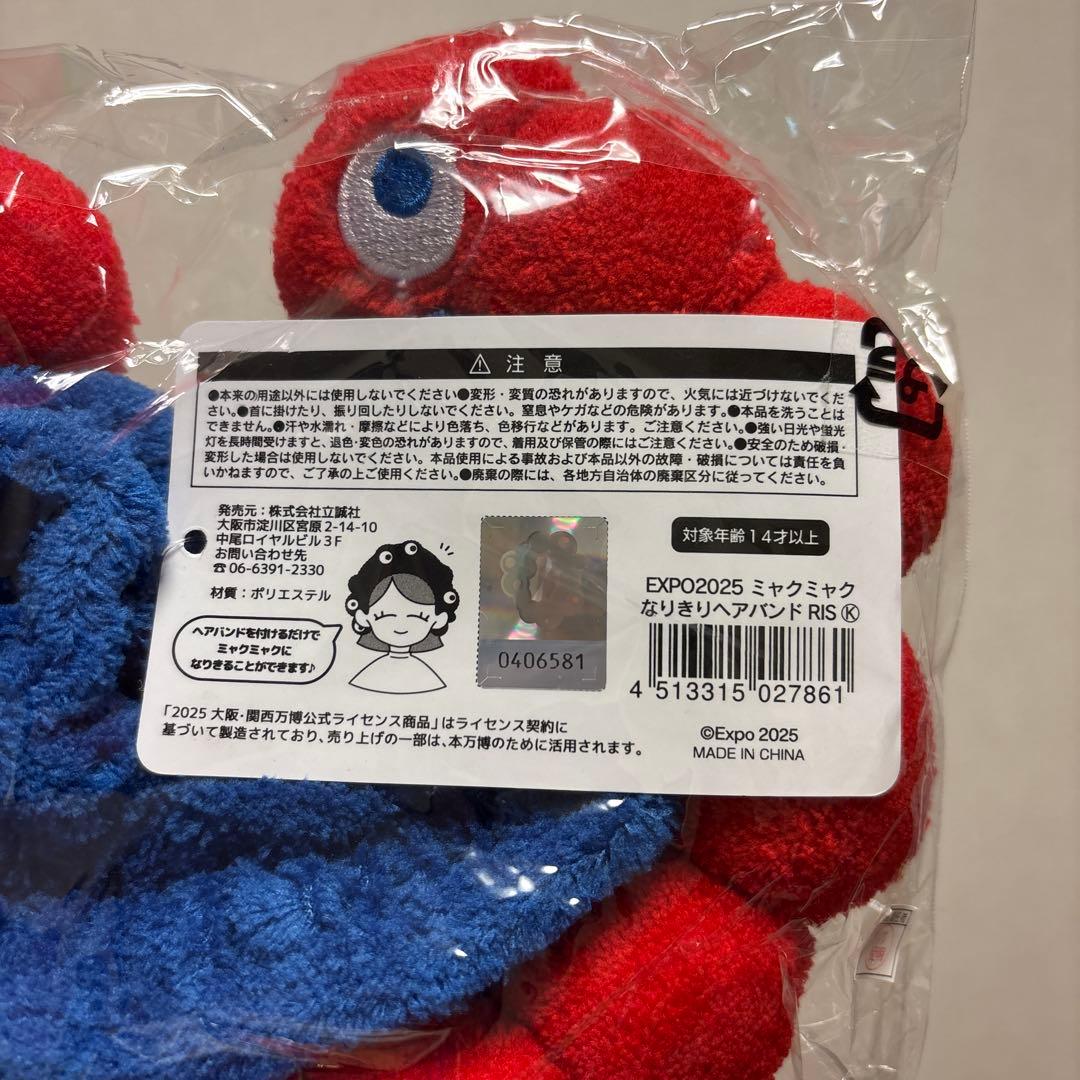 ⚠ 注意
●本来の用途以外には使用しないでください●変形・変質の恐れがありますので、火気には近づけないでくだ
さい。●首に掛けたり、振り回したりしないでください。窒息やケガなどの危険があります。●本品を洗うことは
できません。●汗や水濡れ・摩擦などにより色落ち、色移行などがあります。ご注意ください。●強い日光や蛍光
灯を長時間受けますと、退色・変色の恐れがありますので、着用及び保管の際にはご注意ください。●安全のため破損・
変形した場合は使用しないでください。本品使用による事故および本品以外の故障・破損については責任を負
いかねますので、ご了承の上ご使用ください。●廃棄の際には、各地方自治体の廃棄区分に従ってください。
発売元：株式会社立誠社
大阪市淀川区宮原2-14-10
中尾ロイヤルビル3F
お問い合わせ先
☎06-6391-2330
材質：ポリエステル
ヘアバンドを付けるだけで
ミャクミャクに
なりきることができます♪
0406581
対象年齢14才以上
EXPO2025 ミャクミャク
なりきりヘアバンド RIS Ⓚ
4 513315 027861
「2025 大阪・関西万博公式ライセンス商品」はライセンス契約に
基づいて製造されており、売り上げの一部は、本万博のために活用されます。
©Expo 2025
MADE IN CHINA